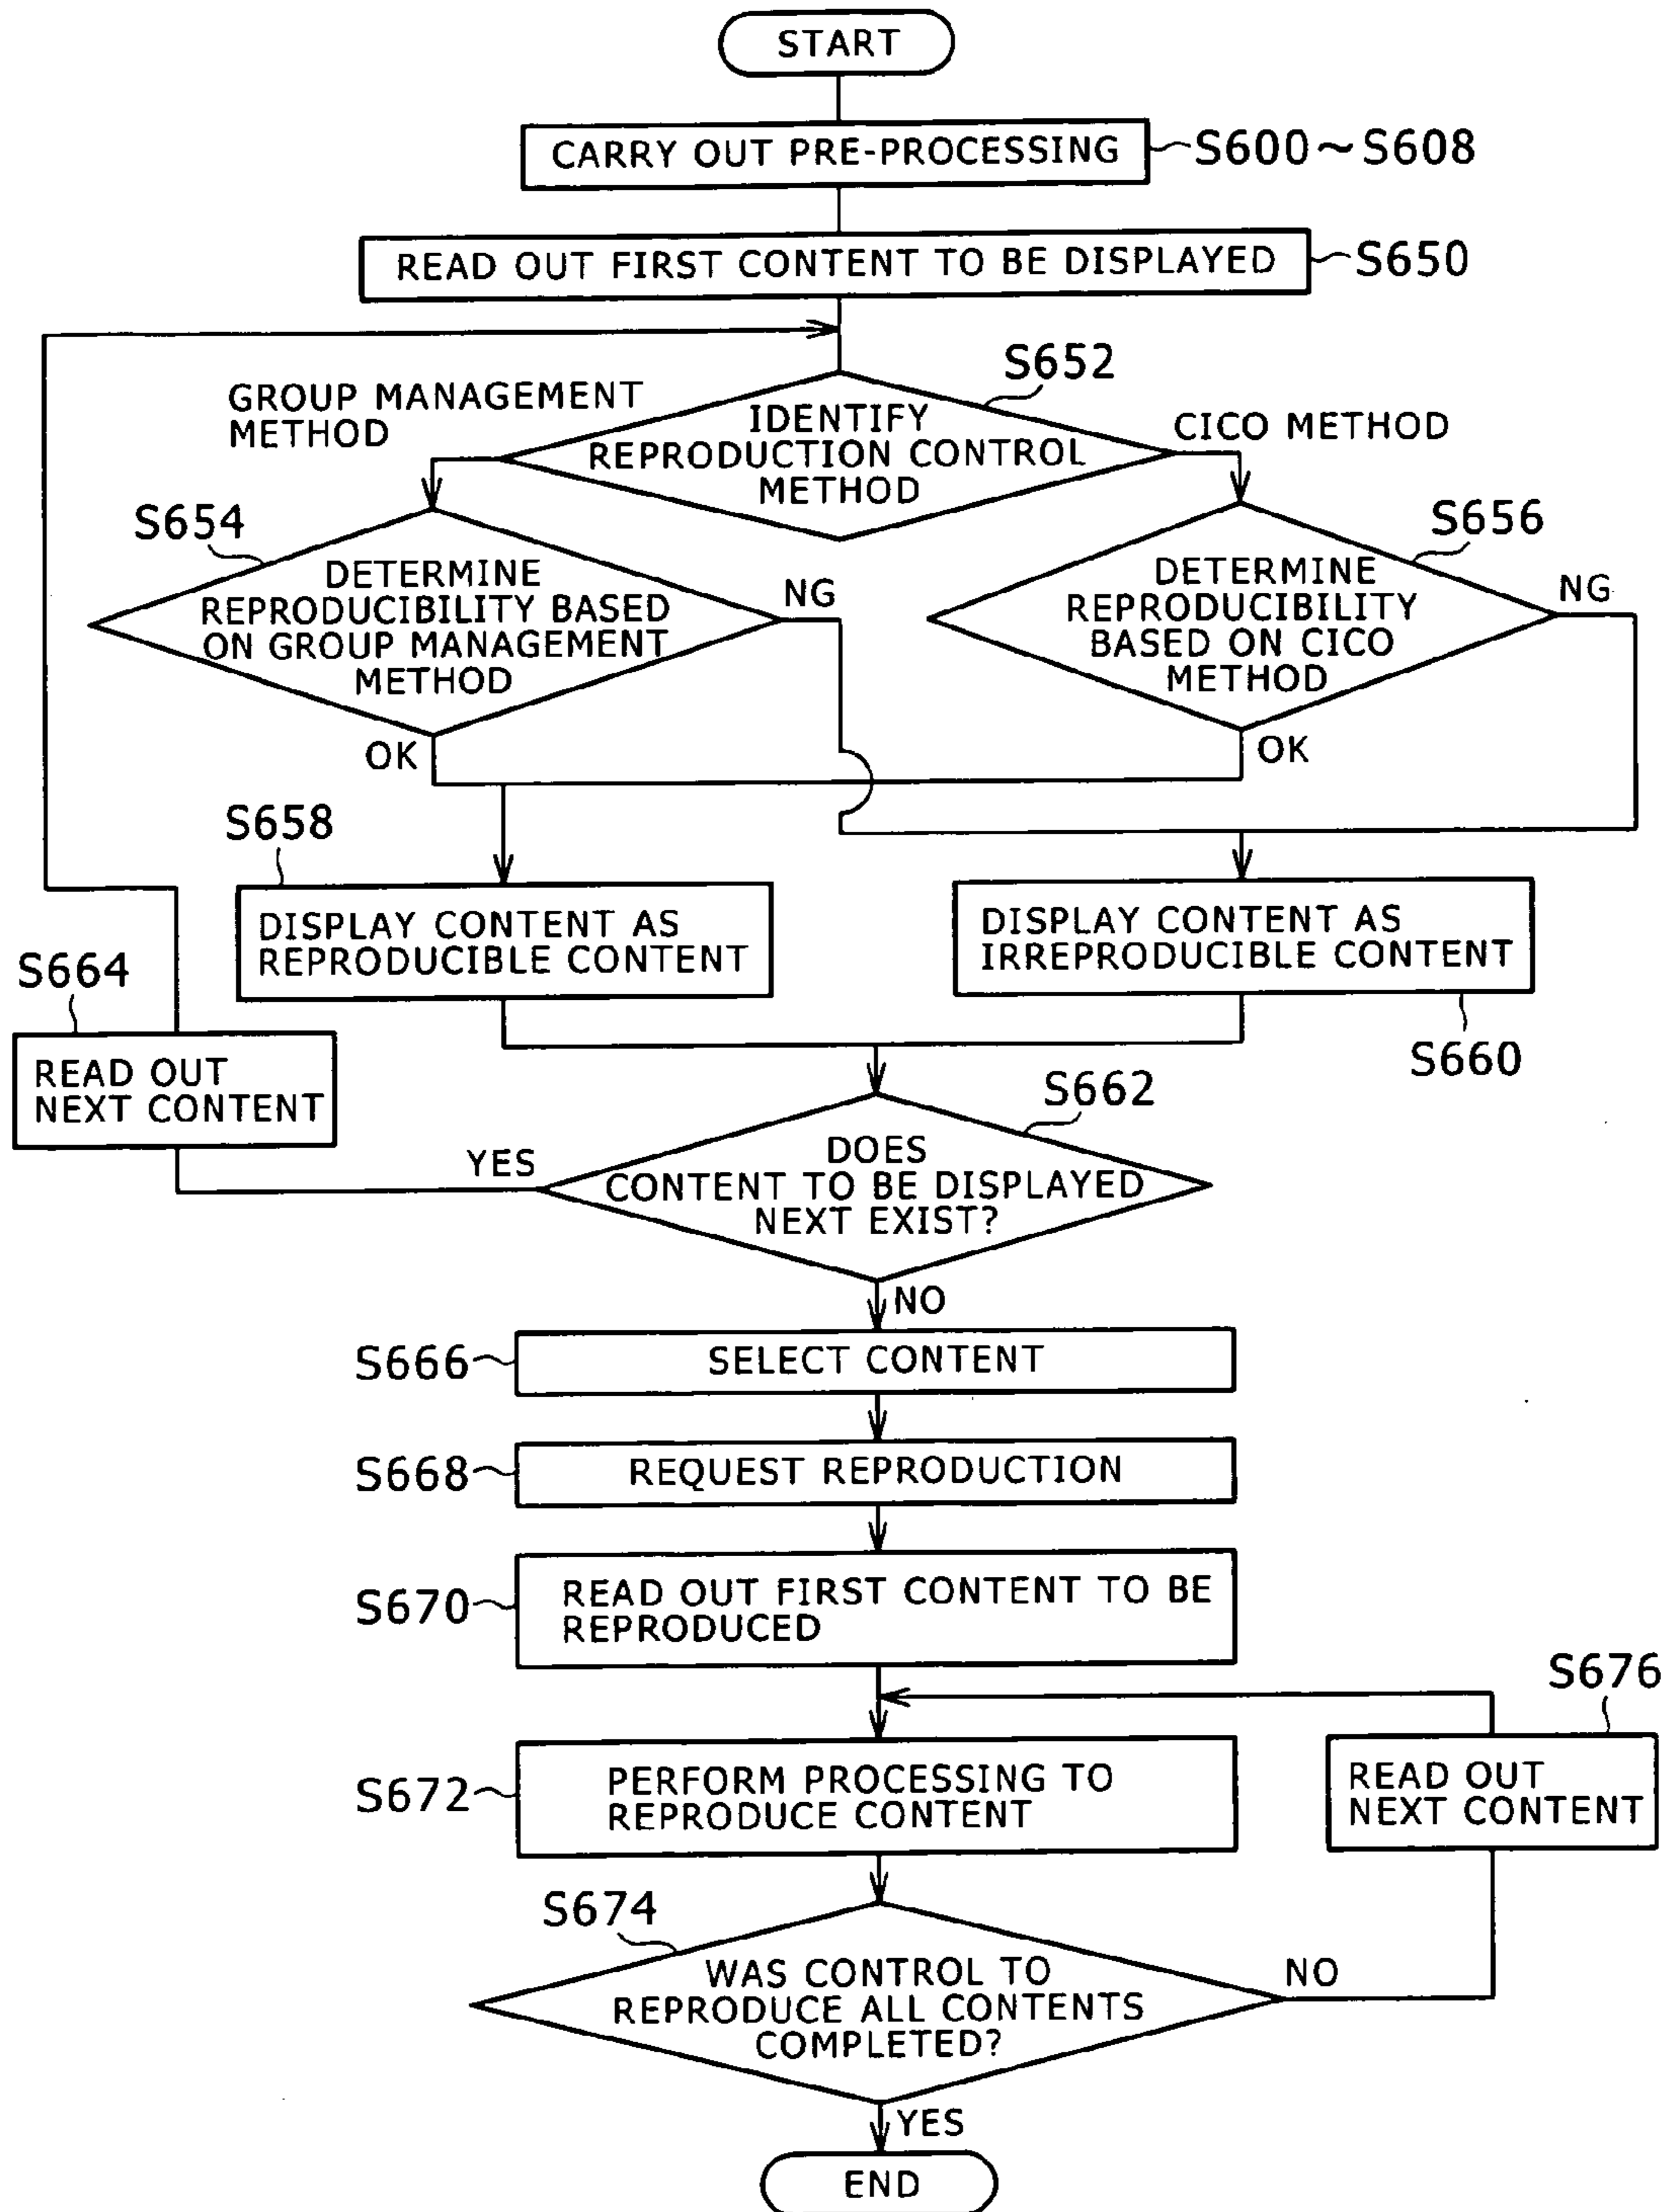 START
CARRY OUT PRE-PROCESSING
S600~S608
READ OUT FIRST CONTENT TO BE DISPLAYED
S650
S652
GROUP MANAGEMENT
METHOD
IDENTIFY
REPRODUCTION CONTROL
METHOD
CICO METHOD
S654
DETERMINE
REPRODUCIBILITY BASED
ON GROUP MANAGEMENT
METHOD
NG
OK
S656
DETERMINE
REPRODUCIBILITY
BASED ON CICO
METHOD
NG
OK
S658
DISPLAY CONTENT AS
REPRODUCIBLE CONTENT
DISPLAY CONTENT AS
IRREPRODUCIBLE CONTENT
S660
S664
READ OUT
NEXT CONTENT
S662
YES
DOES
CONTENT TO BE DISPLAYED
NEXT EXIST?
NO
S666
SELECT CONTENT
S668
REQUEST REPRODUCTION
S670
READ OUT FIRST CONTENT TO BE
REPRODUCED
S676
READ OUT
NEXT CONTENT
S672
PERFORM PROCESSING TO
REPRODUCE CONTENT
S674
WAS CONTROL TO
REPRODUCE ALL CONTENTS
COMPLETED?
NO
YES
END